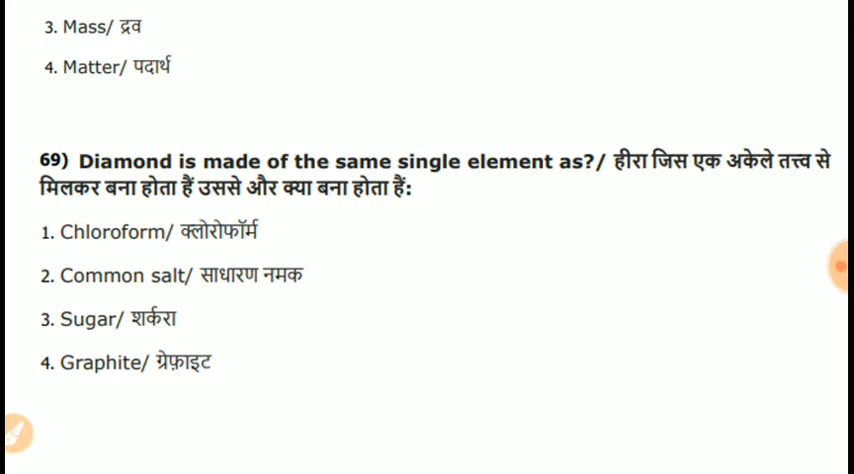 3. Mass/ द्रव
4. Matter/ पदार्थ
69) Diamond is made of the same single element as?/ हीरा जिस एक अकेले तत्त्व से
मिलकर बना होता हैं उससे और क्या बना होता हैं:
1. Chloroform/ क्लोरोफॉर्म
2. Common salt/ साधारण नमक
3. Sugar/ शर्करा
4. Graphite/ ग्रेफ़ाइट